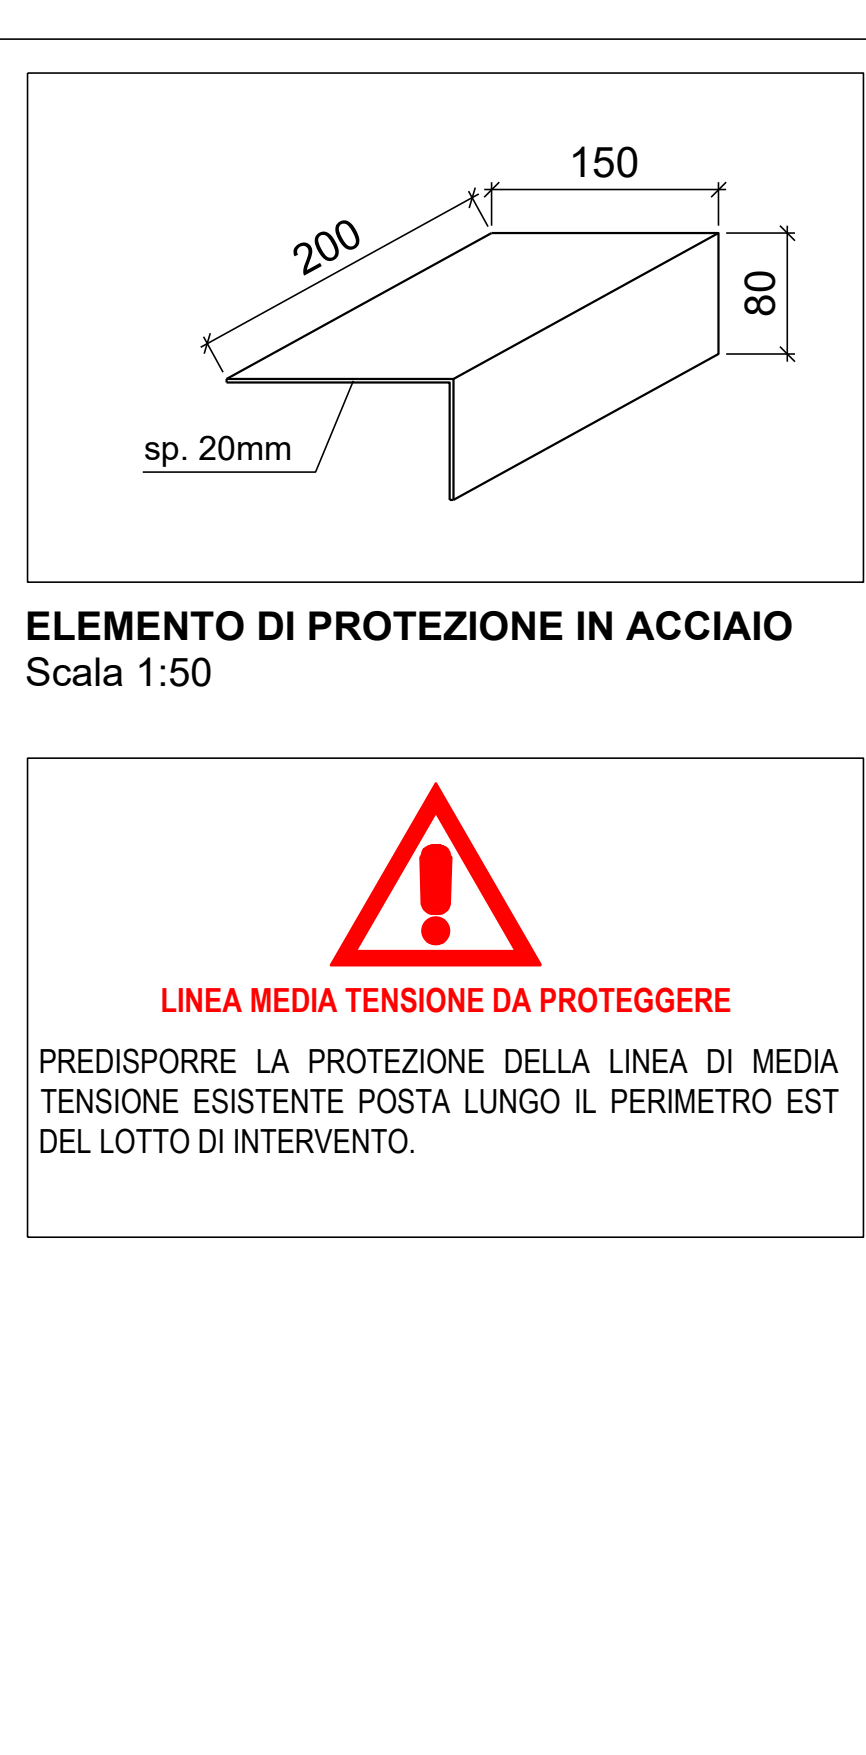 150
200
80
sp. 20mm
ELEMENTO DI PROTEZIONE IN ACCIAIO
Scala 1:50
LINEA MEDIA TENSIONE DA PROTEGGERE
PREDISPORRE LA PROTEZIONE DELLA LINEA DI MEDIA
TENSIONE ESISTENTE POSTA LUNGO IL PERIMETRO EST
DEL LOTTO DI INTERVENTO.